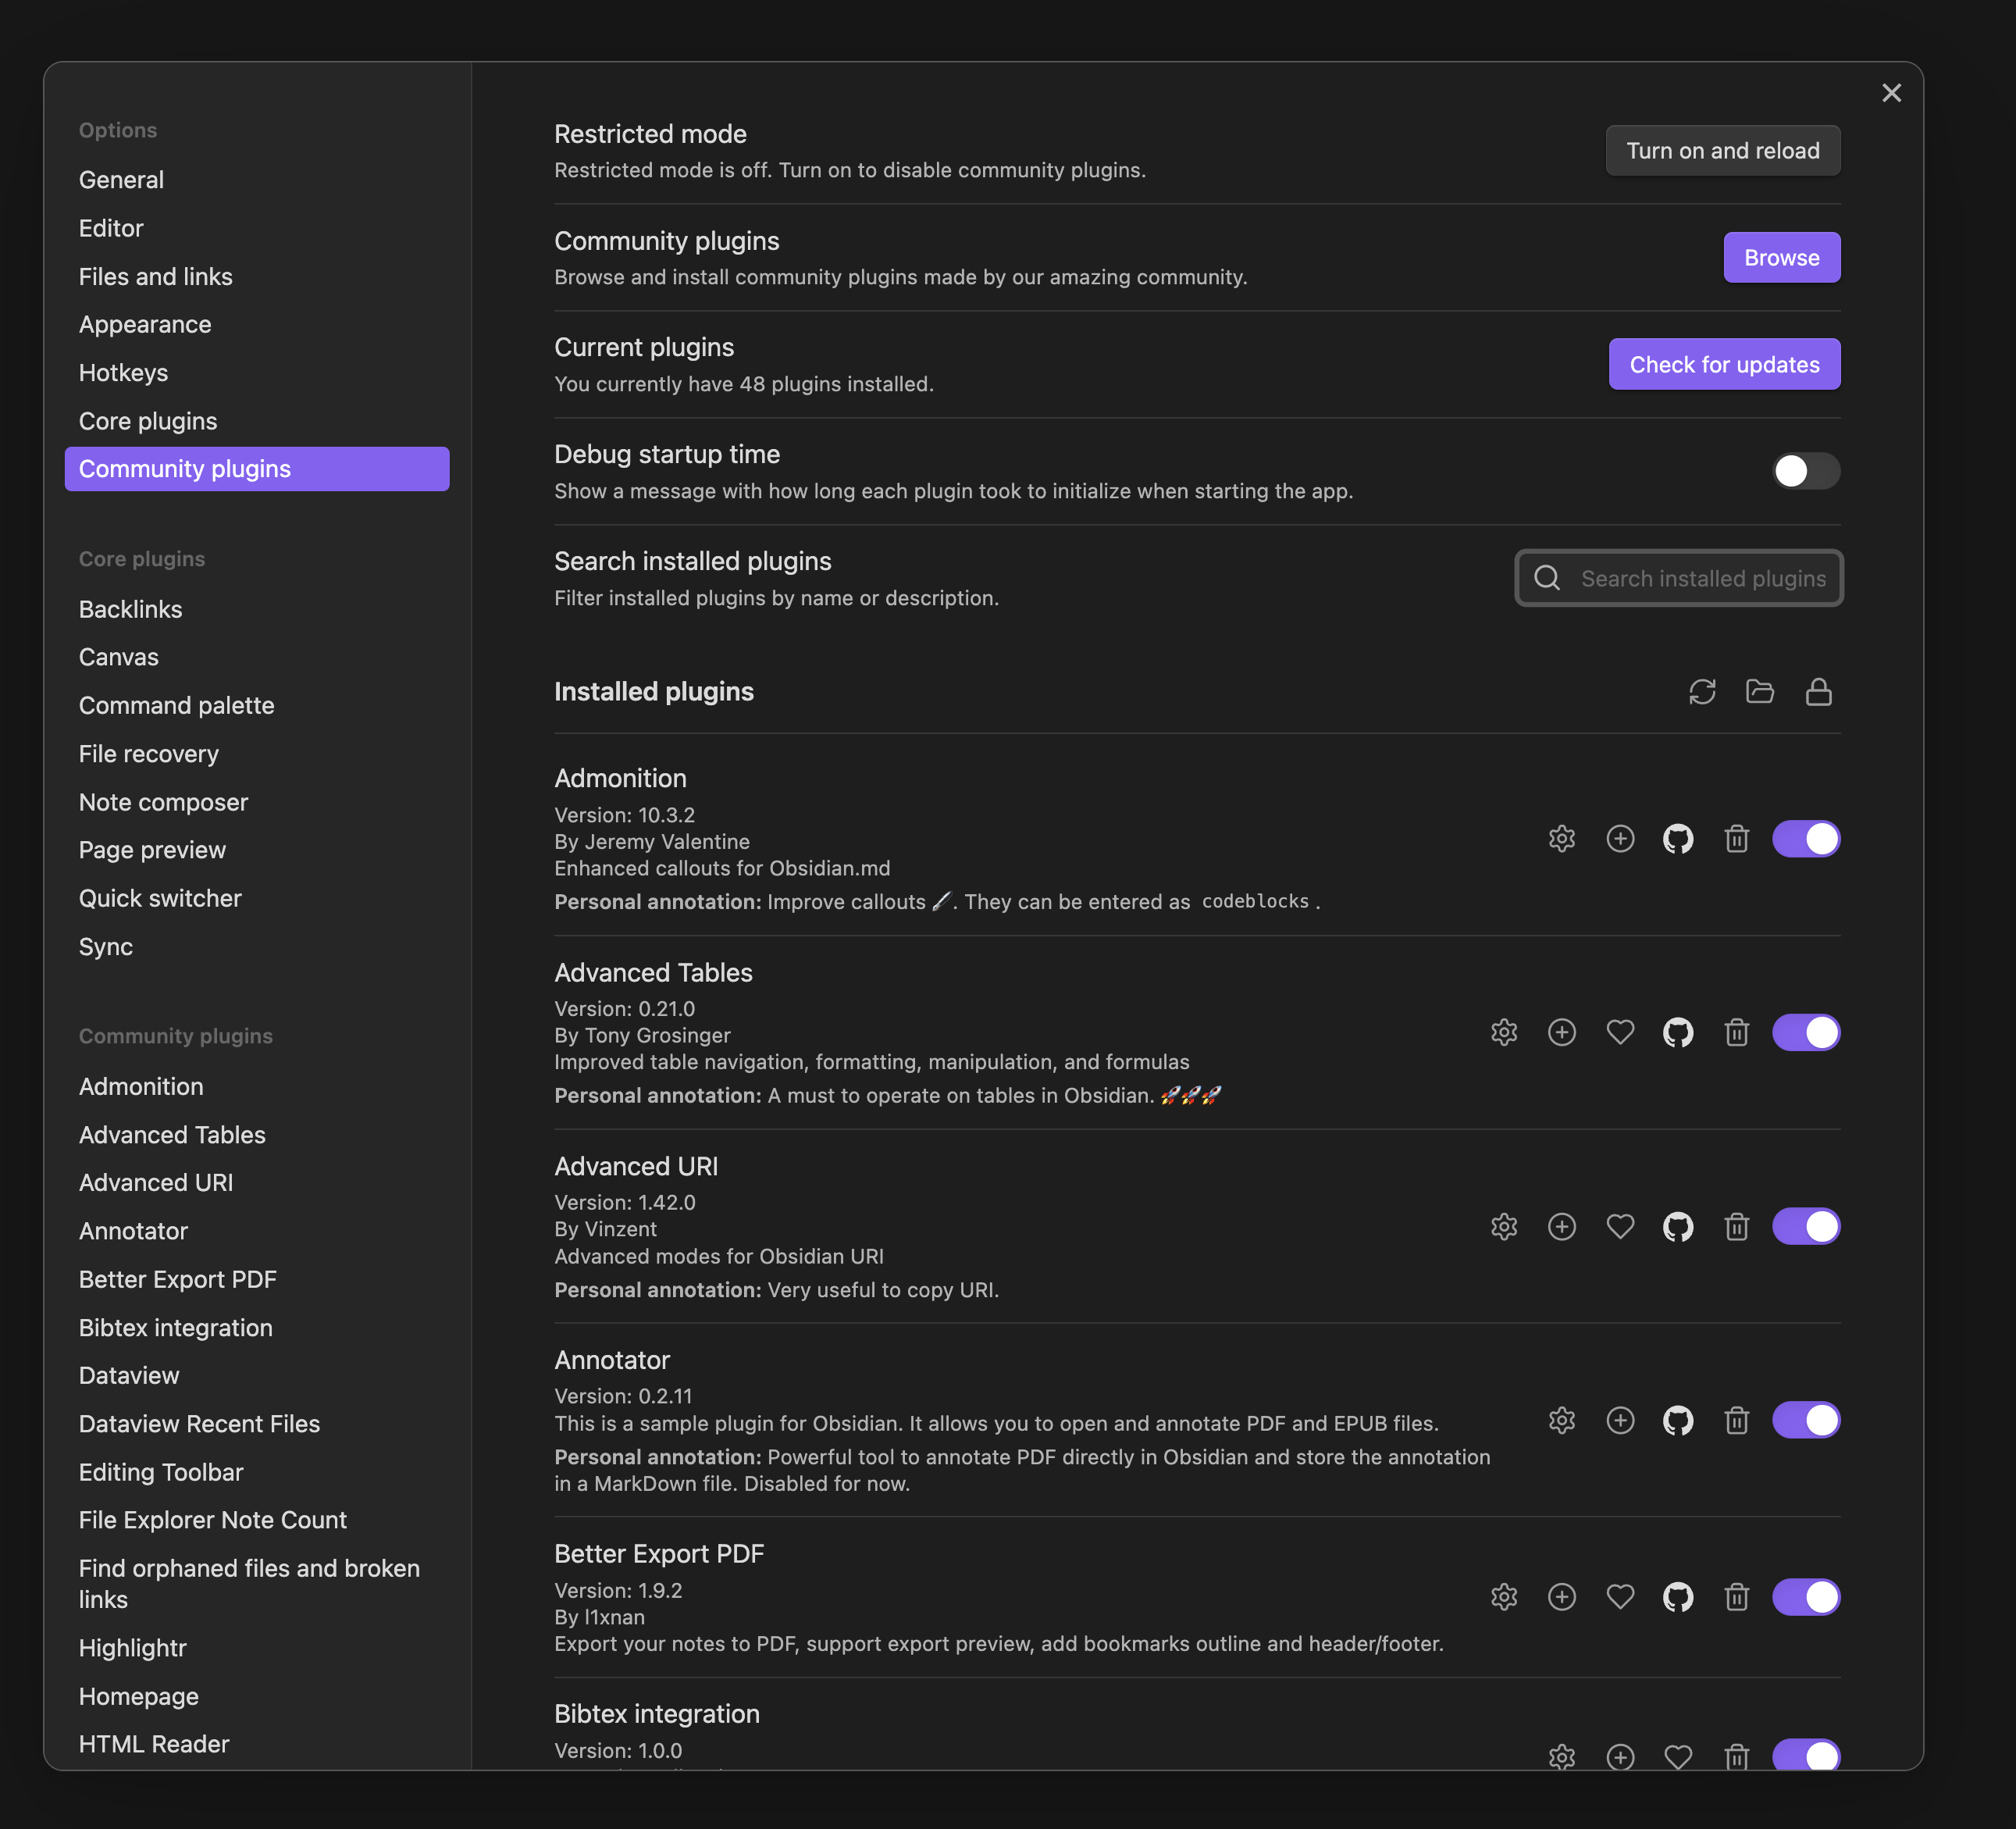 Options
General
Editor
Files and links
Appearance
Hotkeys
Core plugins
Community plugins
Core plugins
Backlinks
Canvas
Command palette
File recovery
Note composer
Page preview
Quick switcher
Sync
Community plugins
Admonition
Advanced Tables
Advanced URI
Annotator
Better Export PDF
Bibtex integration
Dataview
Dataview Recent Files
Editing Toolbar
File Explorer Note Count
Find orphaned files and broken
links
Highlightr
Homepage
HTML Reader
Restricted mode
Restricted mode is off. Turn on to disable community plugins.
Turn on and reload
Community plugins
Browse and install community plugins made by our amazing community.
Browse
Current plugins
You currently have 48 plugins installed.
Check for updates
Debug startup time
Show a message with how long each plugin took to initialize when starting the app.
Search installed plugins
Filter installed plugins by name or description.
Search installed plugins
Installed plugins
Admonition
Version: 10.3.2
By Jeremy Valentine
Enhanced callouts for Obsidian.md
Personal annotation: Improve callouts 🖌. They can be entered as codeblocks.
Advanced Tables
Version: 0.21.0
By Tony Grosinger
Improved table navigation, formatting, manipulation, and formulas
Personal annotation: A must to operate on tables in Obsidian. 🚀🚀🚀
Advanced URI
Version: 1.42.0
By Vinzent
Advanced modes for Obsidian URI
Personal annotation: Very useful to copy URI.
Annotator
Version: 0.2.11
This is a sample plugin for Obsidian. It allows you to open and annotate PDF and EPUB files.
Personal annotation: Powerful tool to annotate PDF directly in Obsidian and store the annotation
in a MarkDown file. Disabled for now.
Better Export PDF
Version: 1.9.2
By l1xnan
Export your notes to PDF, support export preview, add bookmarks outline and header/footer.
Bibtex integration
Version: 1.0.0